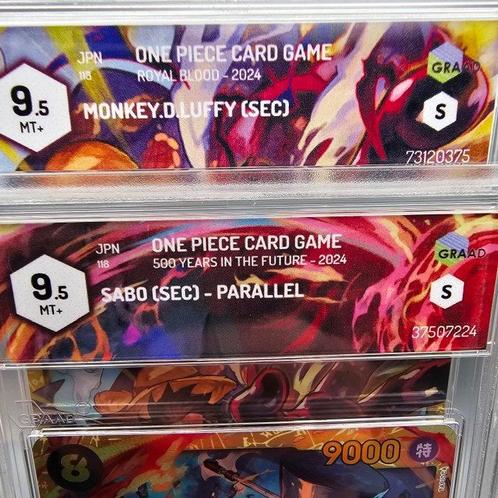 JPN ONE PIECE CARD GAME
118 ROYAL BLOOD - 2024
GRAAD
9.5
MT+
MONKEY.D.LUFFY (SEC)
S
73120375
JPN ONE PIECE CARD GAME
118 500 YEARS IN THE FUTURE - 2024
GRAAD
9.5
MT+
SABO (SEC) - PARALLEL
S
37507224
GRAAD
8
9000 特